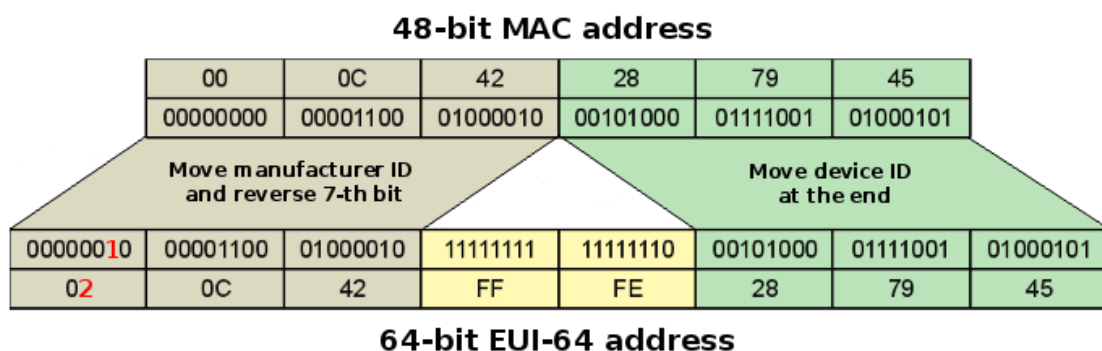 48-bit MAC address
00 0C 42 28 79 45
00000000 00001100 01000010 00101000 01111001 01000101
Move manufacturer ID
and reverse 7-th bit
Move device ID
at the end
00000010 00001100 01000010 11111111 11111110 00101000 01111001 01000101
02 0C 42 FF FE 28 79 45
64-bit EUI-64 address